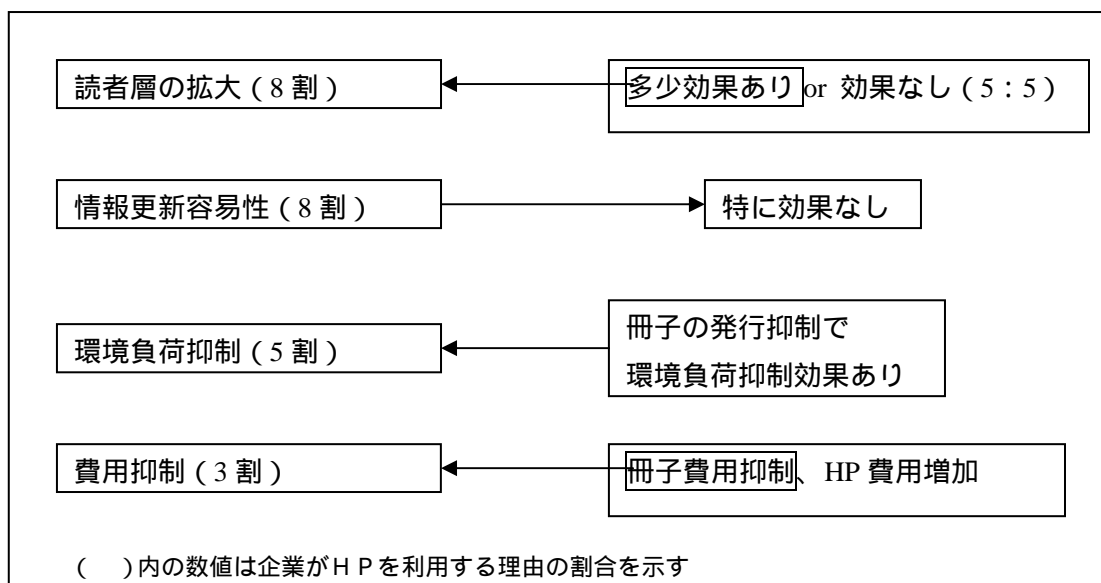 読者層の拡大(8割)
多少効果あり or 効果なし(5:5)
情報更新容易性(8割)
特に効果なし
環境負荷抑制(5割)
冊子の発行抑制で
環境負荷抑制効果あり
費用抑制(3割)
冊子費用抑制、HP 費用増加
(　)内の数値は企業がＨＰを利用する理由の割合を示す